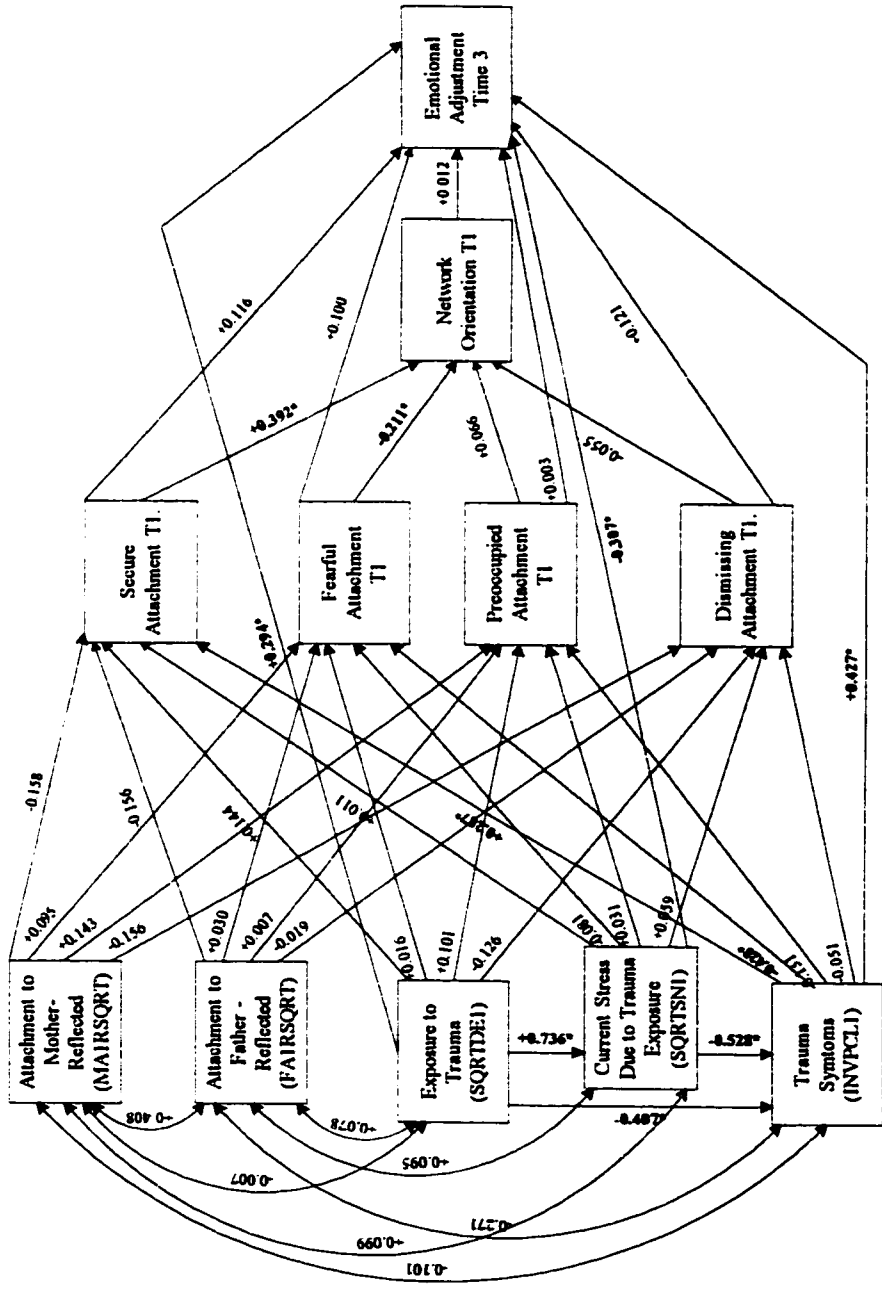 Attachment to
Mother-
Reflected
(MAIRSQRT)
Attachment to
Father -
Reflected
(FAIRSQRT)
Exposure to
Trauma
(SQRTDE1)
Current Stress
Due to Trauma
Exposure
(SQRTSN1)
Trauma
Symtoms
(INVPCL1)
Secure
Attachment T1.
Fearful
Attachment
T1
Preoccupied
Attachment
T1
Dismissing
Attachment T1.
Network
Orientation T1
Emotional
Adjustment
Time 3
+0.408
-0.007
+0.078
+0.099
+0.095
-0.101
-0.271
-0.158
+0.095
+0.143
-0.156
-0.156
+0.030
+0.007
-0.019
+0.144
+0.016
+0.101
-0.126
+0.736*
-0.528*
+0.031
+0.059
-0.051
+0.294*
+0.116
+0.100
+0.392*
-0.211*
+0.066
+0.003
-0.055
-0.307*
-0.121
+0.012
+0.427*